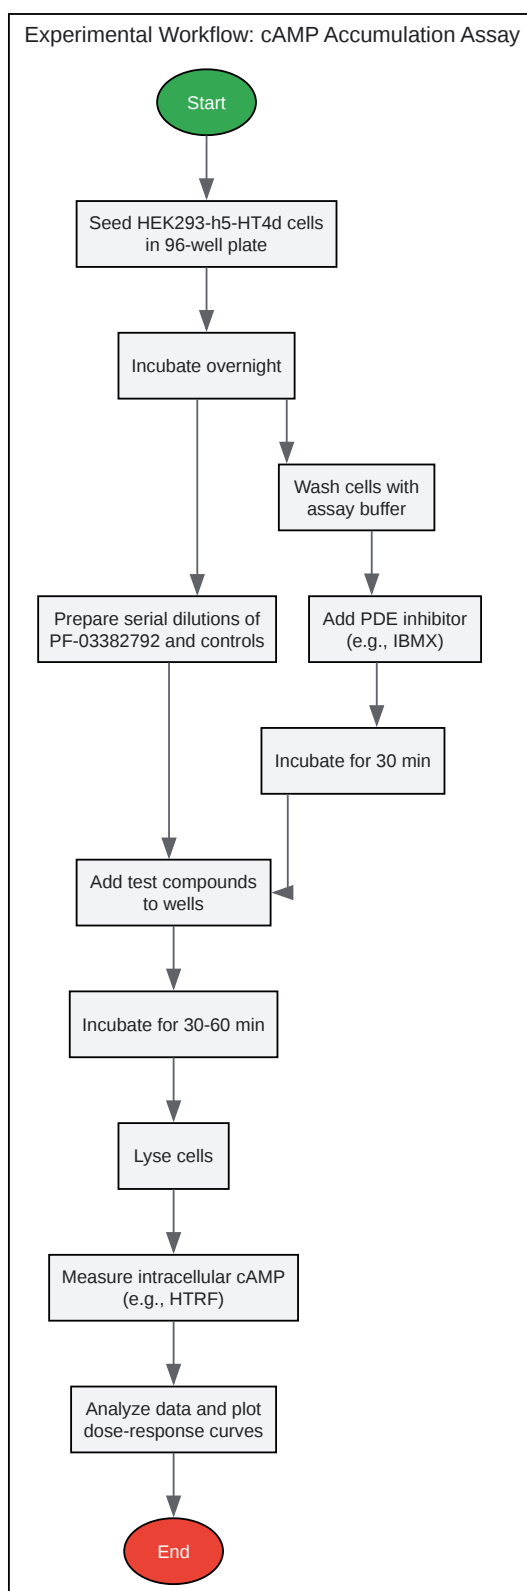 Experimental Workflow: cAMP Accumulation Assay
Start
Seed HEK293-h5-HT4d cells
in 96-well plate
Incubate overnight
Wash cells with
assay buffer
Prepare serial dilutions of
PF-03382792 and controls
Add PDE inhibitor
(e.g., IBMX)
Incubate for 30 min
Add test compounds
to wells
Incubate for 30-60 min
Lyse cells
Measure intracellular cAMP
(e.g., HTRF)
Analyze data and plot
dose-response curves
End